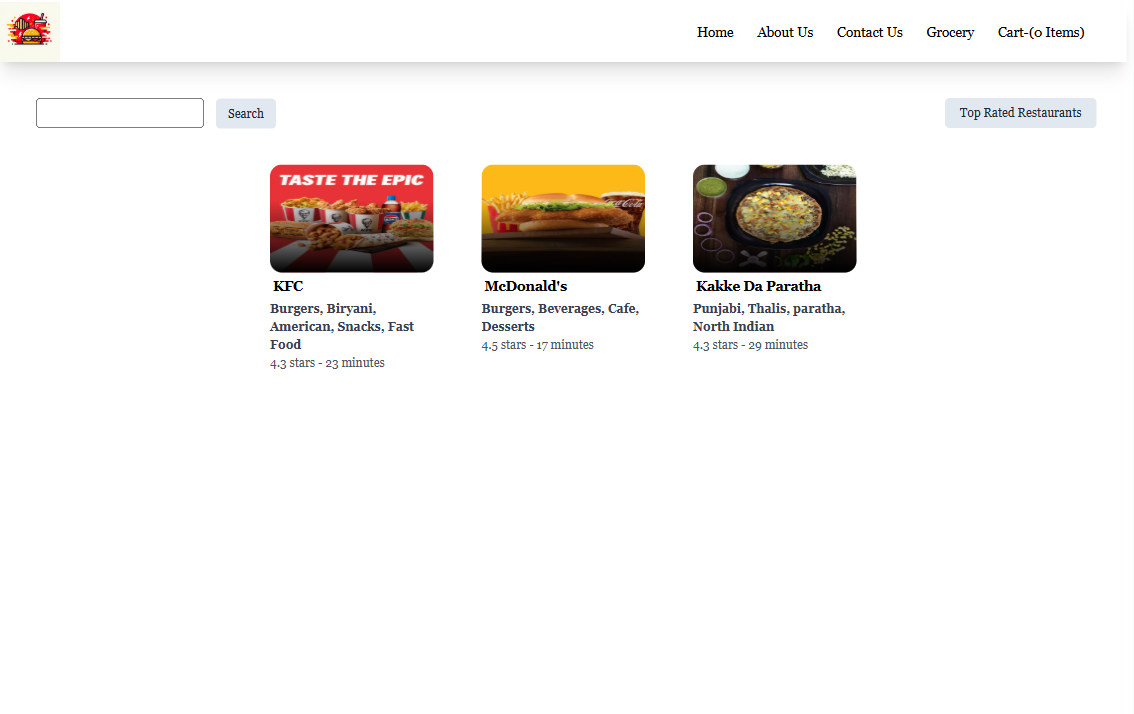 Home About Us Contact Us Grocery Cart-(0 Items)
Search
Top Rated Restaurants
TASTE THE EPIC
KFC
Burgers, Biryani,
American, Snacks, Fast
Food
4.3 stars - 23 minutes
McDonald's
Burgers, Beverages, Cafe,
Desserts
4.5 stars - 17 minutes
Kakke Da Paratha
Punjabi, Thalis, paratha,
North Indian
4.3 stars - 29 minutes